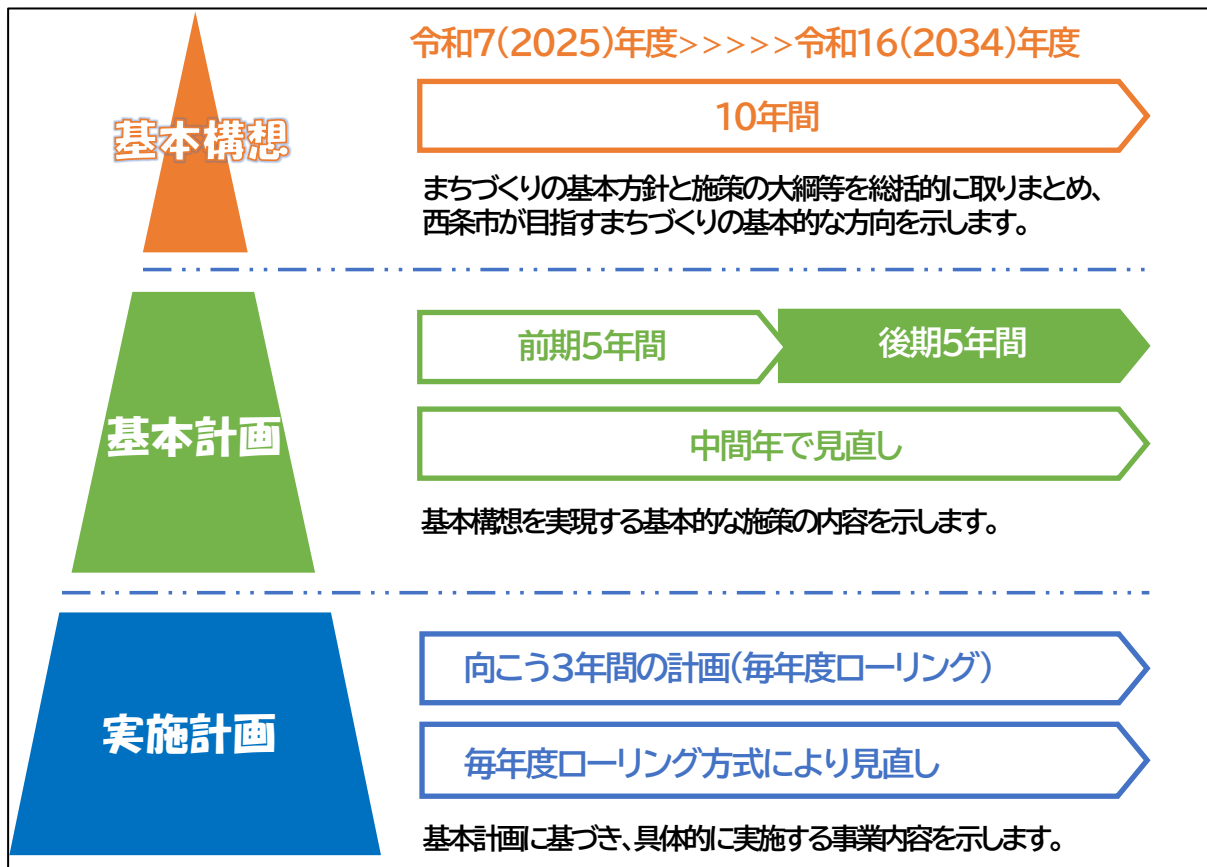 令和7(2025)年度>>>>>令和16(2034)年度
基本構想
10年間
まちづくりの基本方針と施策の大綱等を総括的に取りまとめ、
西条市が目指すまちづくりの基本的な方向を示します。
基本計画
前期5年間
後期5年間
中間年で見直し
基本構想を実現する基本的な施策の内容を示します。
実施計画
向こう3年間の計画(毎年度ローリング)
毎年度ローリング方式により見直し
基本計画に基づき、具体的に実施する事業内容を示します。